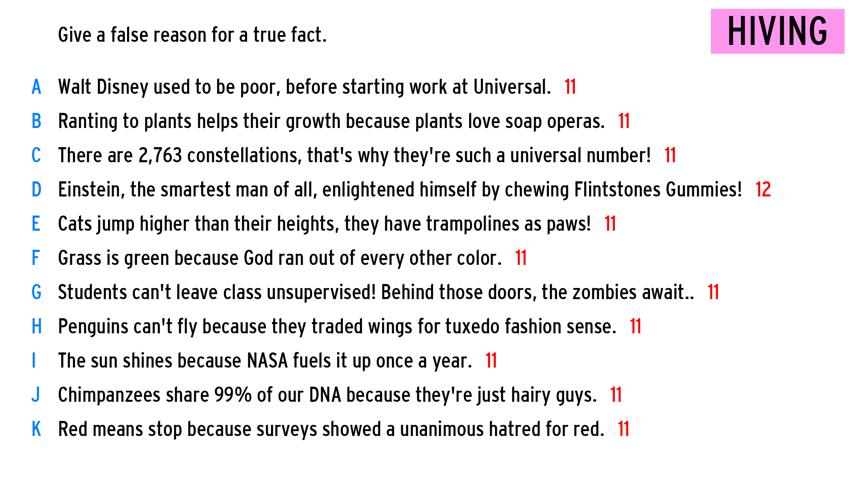 Give a false reason for a true fact.
HIVING
A Walt Disney used to be poor, before starting work at Universal. 11
B Ranting to plants helps their growth because plants love soap operas. 11
C There are 2,763 constellations, that's why they're such a universal number! 11
D Einstein, the smartest man of all, enlightened himself by chewing Flintstones Gummies! 12
E Cats jump higher than their heights, they have trampolines as paws! 11
F Grass is green because God ran out of every other color. 11
G Students can't leave class unsupervised! Behind those doors, the zombies await.. 11
H Penguins can't fly because they traded wings for tuxedo fashion sense. 11
I The sun shines because NASA fuels it up once a year. 11
J Chimpanzees share 99% of our DNA because they're just hairy guys. 11
K Red means stop because surveys showed a unanimous hatred for red. 11